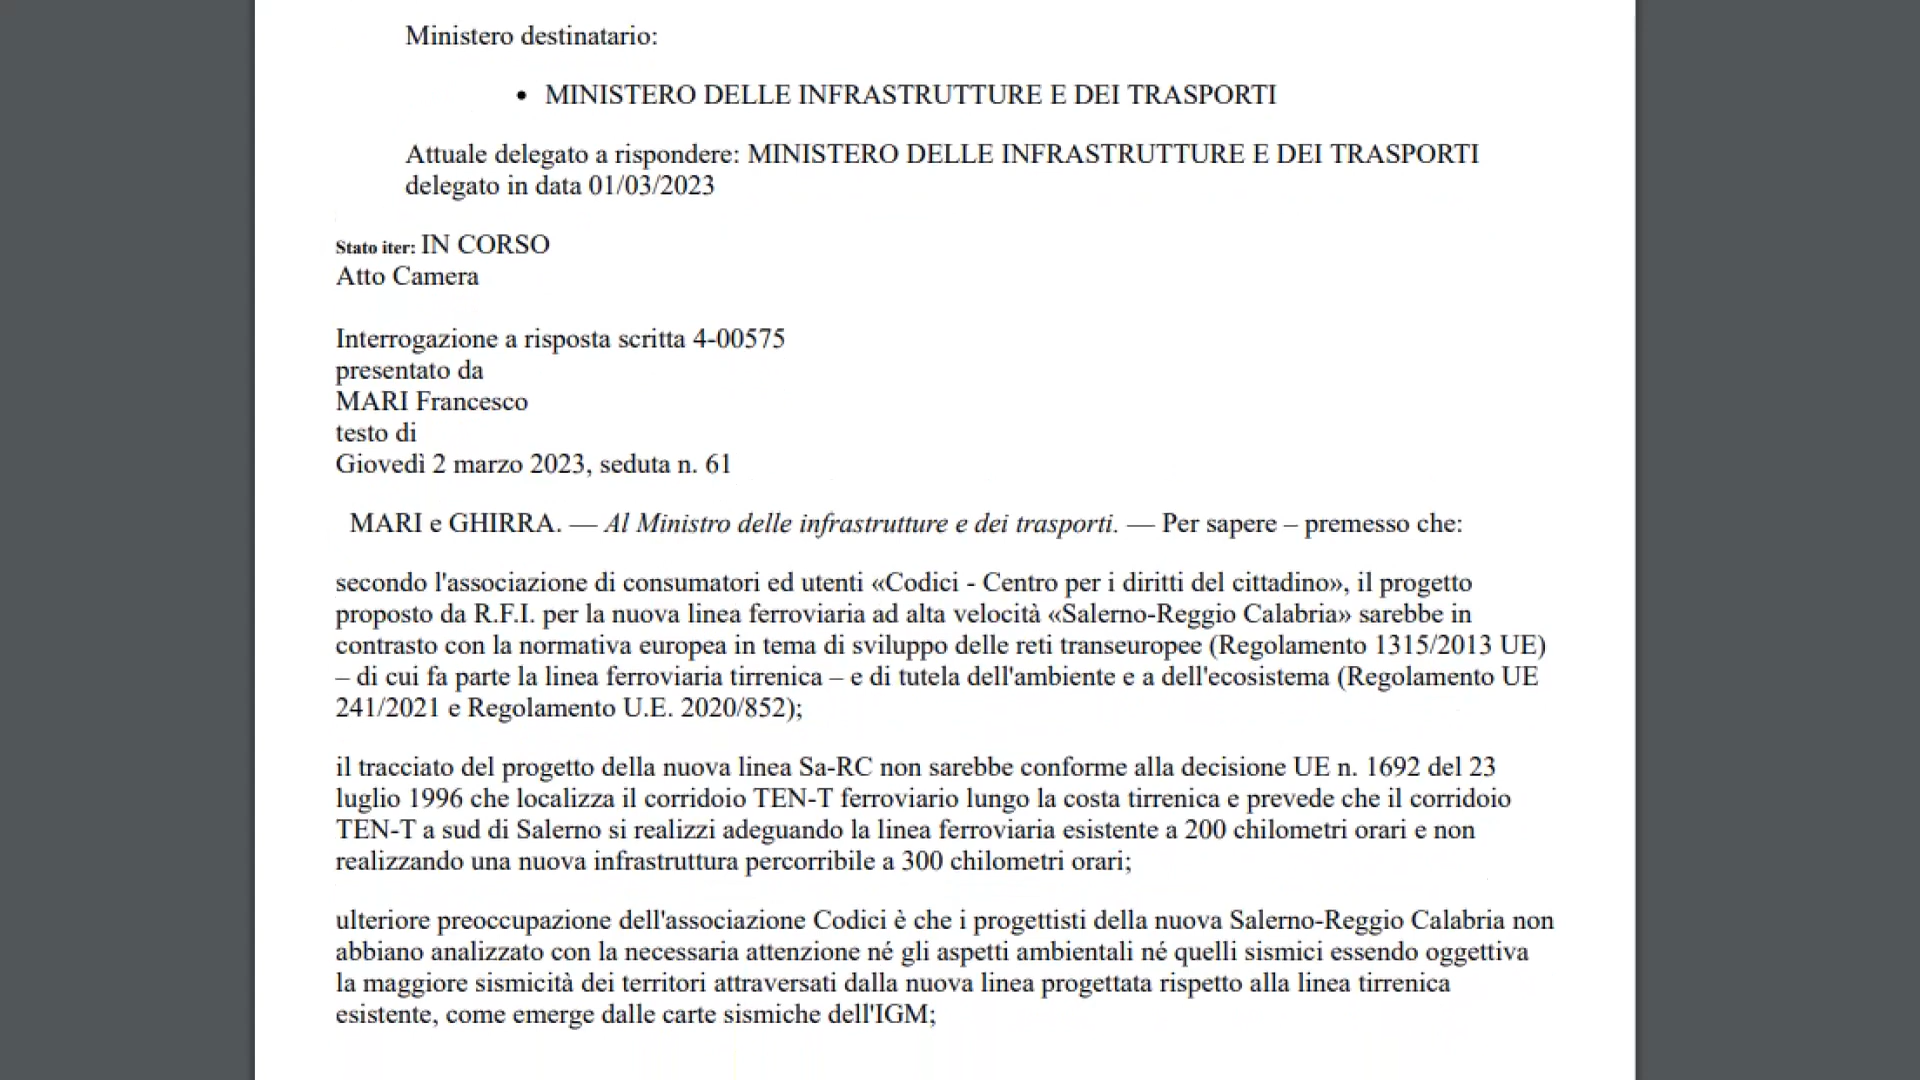 Ministero destinatario:
• MINISTERO DELLE INFRASTRUTTURE E DEI TRASPORTI
Attuale delegato a rispondere: MINISTERO DELLE INFRASTRUTTURE E DEI TRASPORTI
delegato in data 01/03/2023
Stato iter: IN CORSO
Atto Camera
Interrogazione a risposta scritta 4-00575
presentato da
MARI Francesco
testo di
Giovedì 2 marzo 2023, seduta n. 61
MARI e GHIRRA. — Al Ministro delle infrastrutture e dei trasporti. — Per sapere – premesso che:
secondo l'associazione di consumatori ed utenti «Codici - Centro per i diritti del cittadino», il progetto
proposto da R.F.I. per la nuova linea ferroviaria ad alta velocità «Salerno-Reggio Calabria» sarebbe in
contrasto con la normativa europea in tema di sviluppo delle reti transeuropee (Regolamento 1315/2013 UE)
– di cui fa parte la linea ferroviaria tirrenica – e di tutela dell'ambiente e a dell'ecosistema (Regolamento UE
241/2021 e Regolamento U.E. 2020/852);
il tracciato del progetto della nuova linea Sa-RC non sarebbe conforme alla decisione UE n. 1692 del 23
luglio 1996 che localizza il corridoio TEN-T ferroviario lungo la costa tirrenica e prevede che il corridoio
TEN-T a sud di Salerno si realizzi adeguando la linea ferroviaria esistente a 200 chilometri orari e non
realizzando una nuova infrastruttura percorribile a 300 chilometri orari;
ulteriore preoccupazione dell'associazione Codici è che i progettisti della nuova Salerno-Reggio Calabria non
abbiano analizzato con la necessaria attenzione né gli aspetti ambientali né quelli sismici essendo oggettiva
la maggiore sismicità dei territori attraversati dalla nuova linea progettata rispetto alla linea tirrenica
esistente, come emerge dalle carte sismiche dell'IGM;